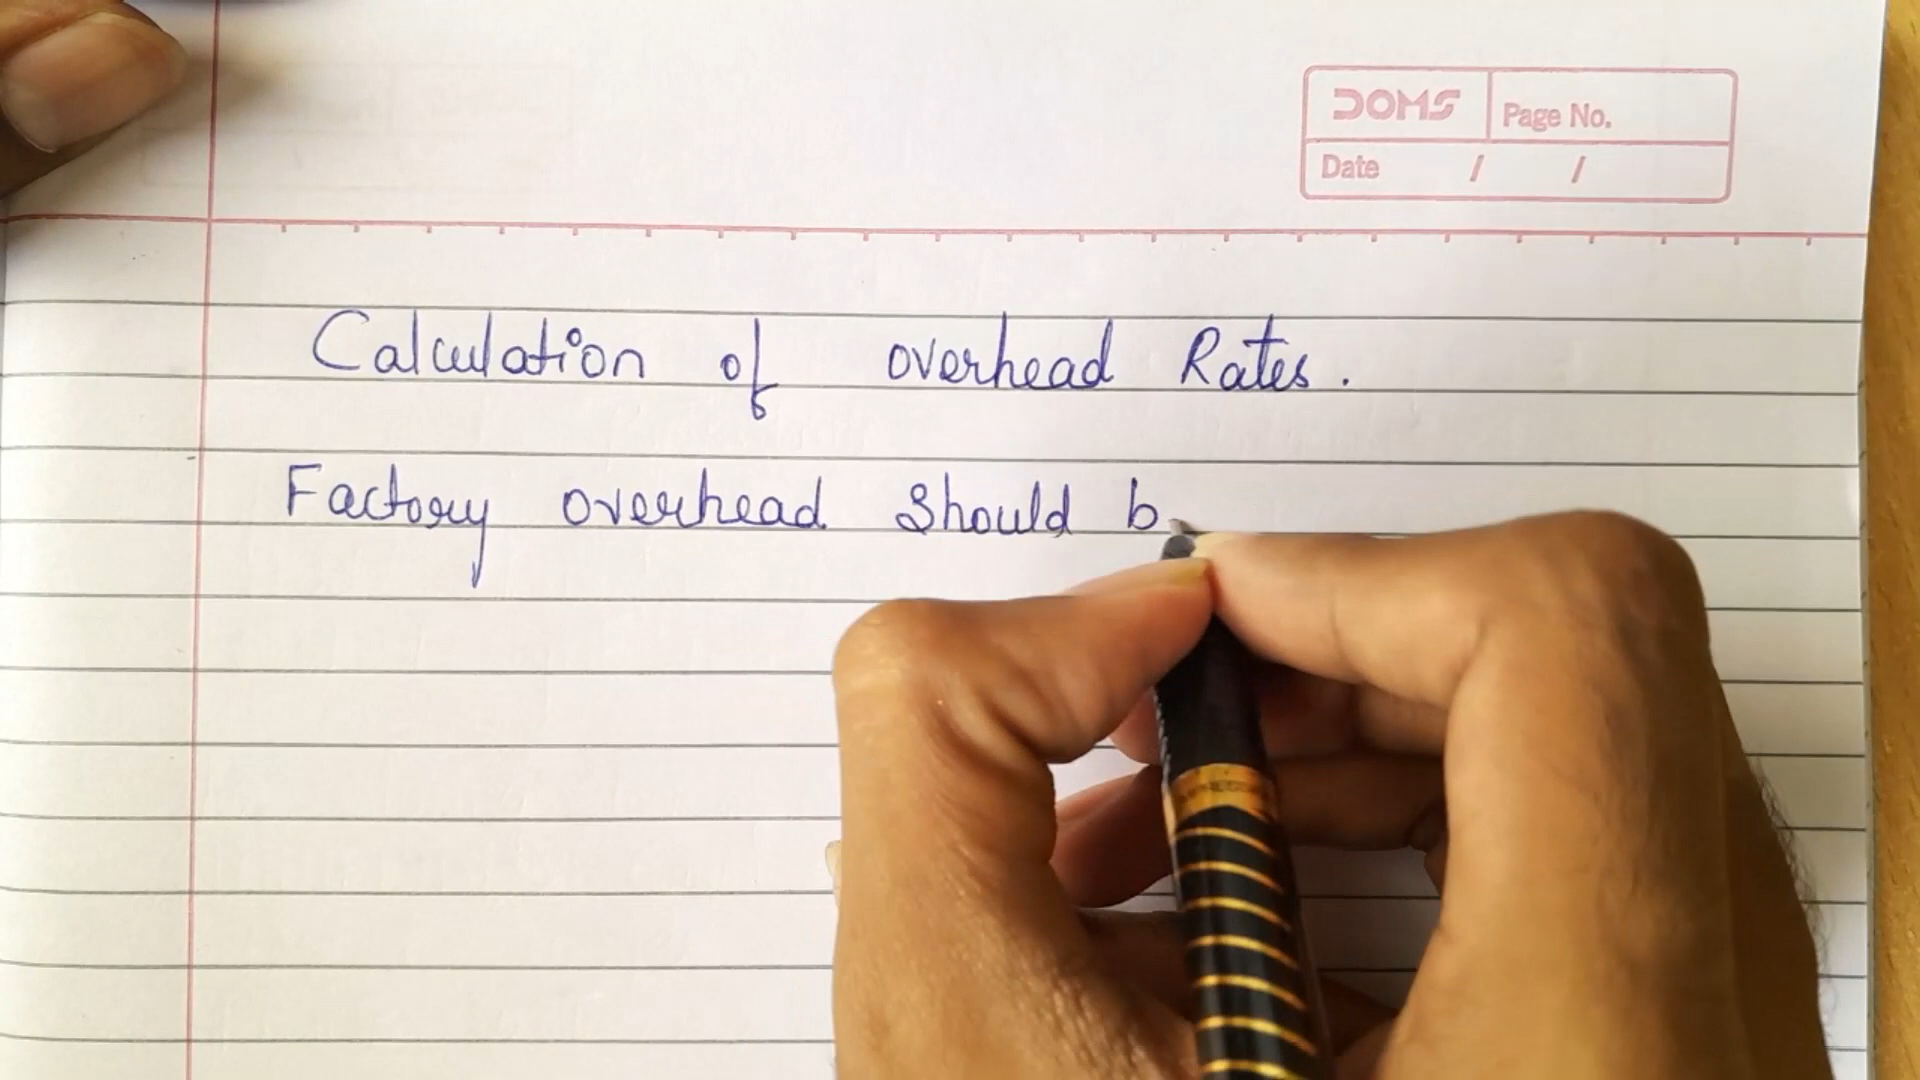 DOMS
Page No.
Date / /
Calculation of overhead Rates.
Factory overhead should b